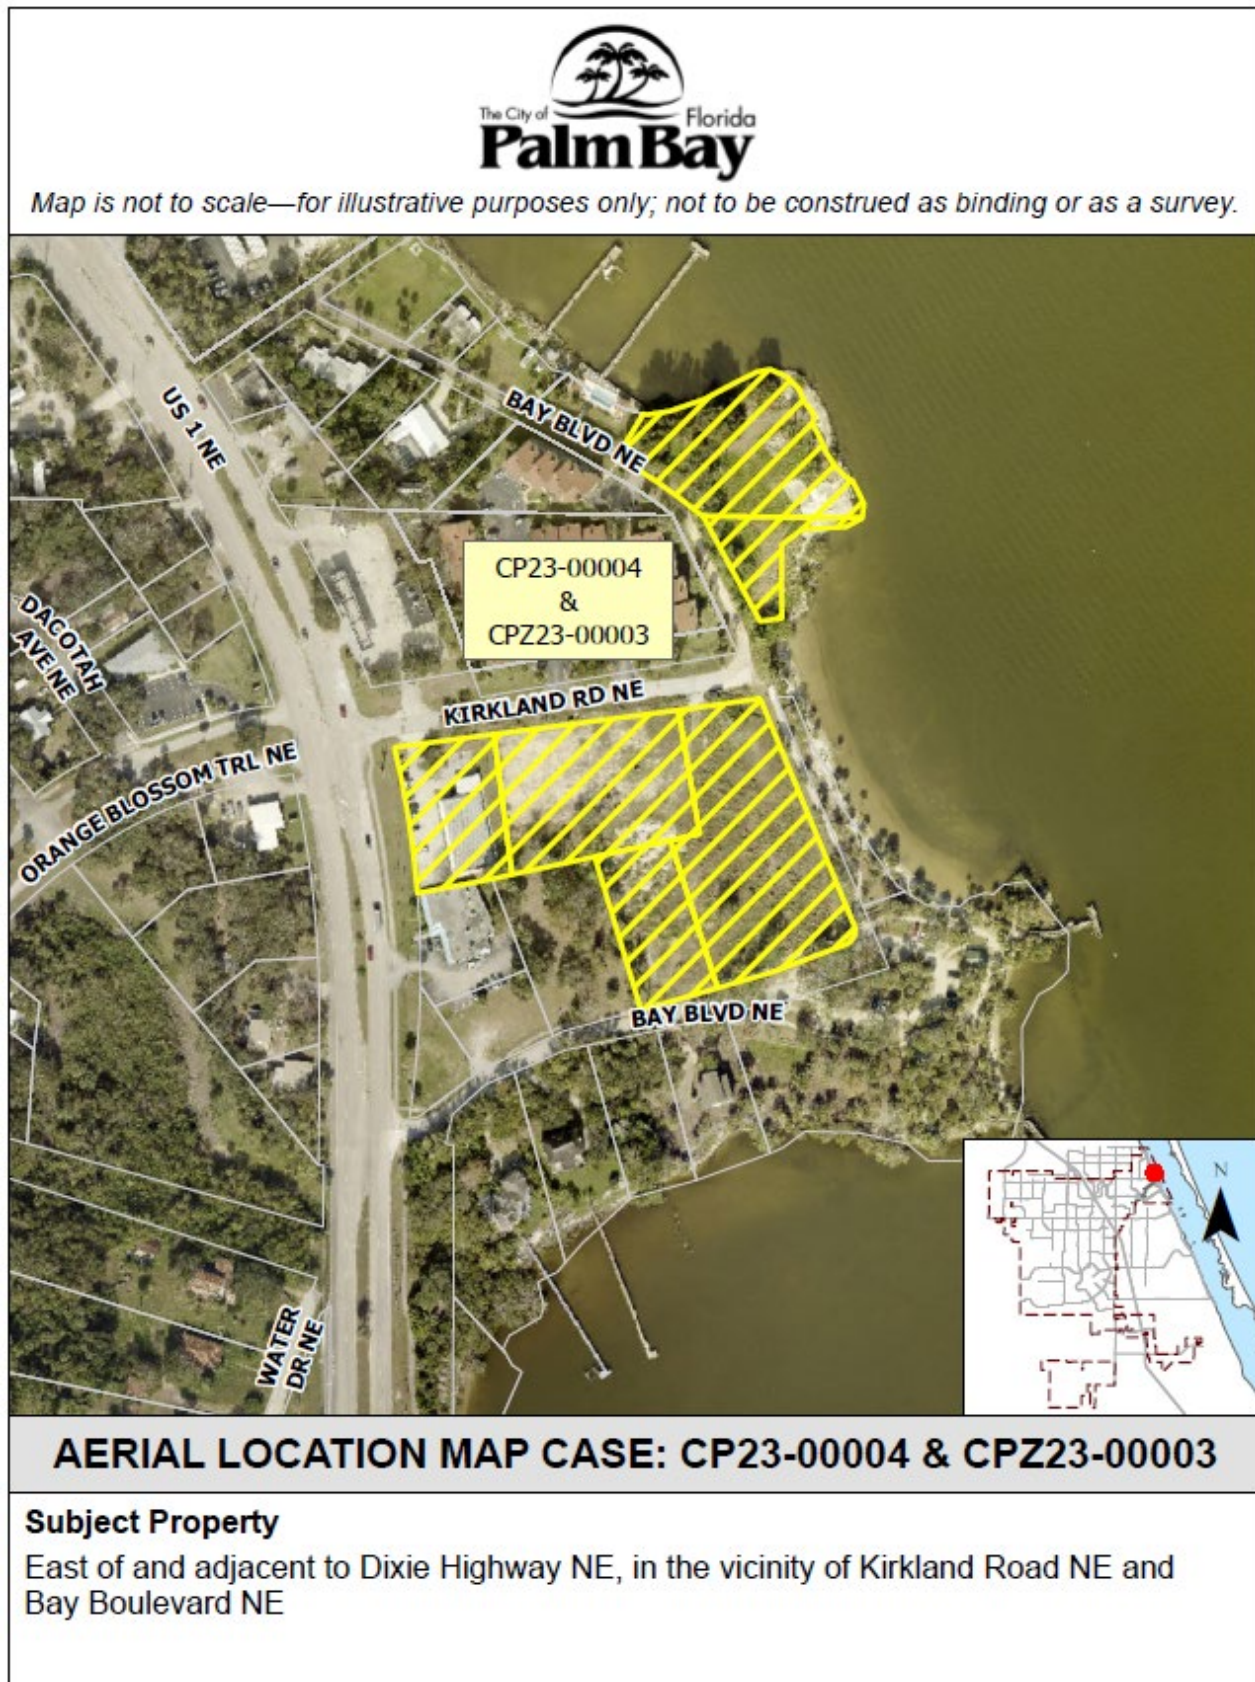 The City of Florida
Palm Bay
Map is not to scale—for illustrative purposes only; not to be construed as binding or as a survey.
US 1 NE
BAY BLVD NE
CP23-00004
&
CPZ23-00003
DACOTAH
AVE NE
KIRKLAND RD NE
ORANGE BLOSSOM TRL NE
BAY BLVD NE
WATER
DR NE
N
AERIAL LOCATION MAP CASE: CP23-00004 & CPZ23-00003
Subject Property
East of and adjacent to Dixie Highway NE, in the vicinity of Kirkland Road NE and
Bay Boulevard NE